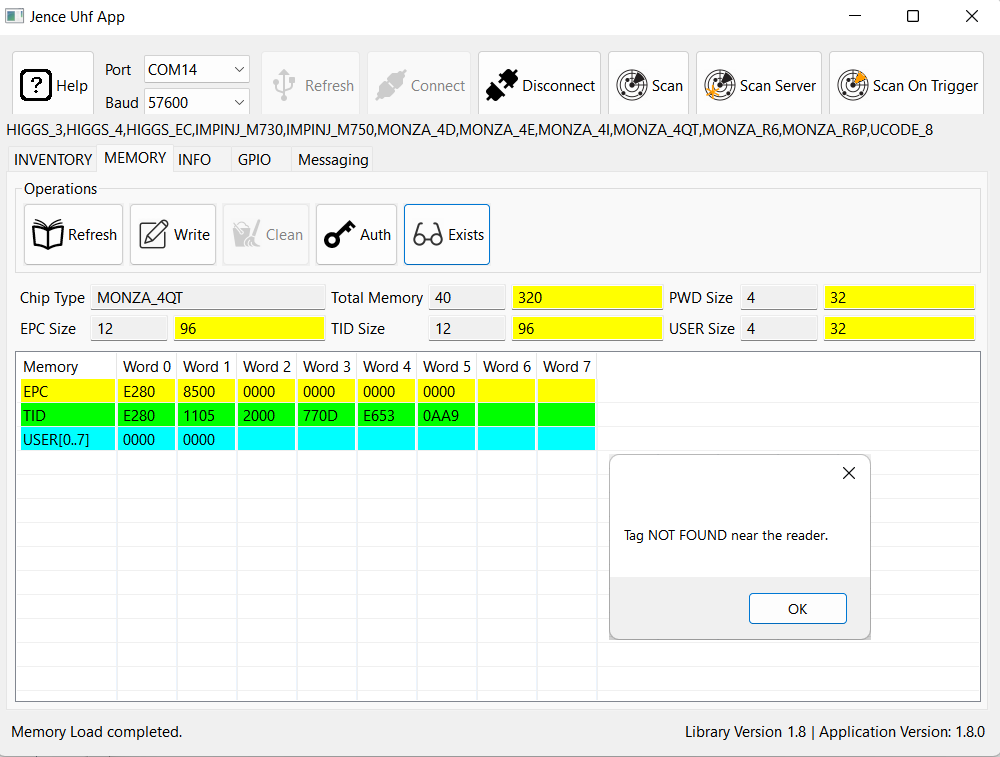 Jence Uhf App
Help Port COM14 Refresh Connect Disconnect Scan Scan Server Scan On Trigger
Baud 57600
HIGGS_3,HIGGS_4,HIGGS_EC,IMPINJ_M730,IMPINJ_M750,MONZA_4D,MONZA_4E,MONZA_4I,MONZA_4QT,MONZA_R6,MONZA_R6P,UCODE_8
INVENTORY MEMORY INFO GPIO Messaging
Operations
Refresh Write Clean Auth Exists
Chip Type MONZA_4QT Total Memory 40 320 PWD Size 4 32
EPC Size 12 96 TID Size 12 96 USER Size 4 32
Memory Word 0 Word 1 Word 2 Word 3 Word 4 Word 5 Word 6 Word 7
EPC E280 8500 0000 0000 0000 0000
TID E280 1105 2000 770D E653 0AA9
USER[0..7] 0000 0000
Tag NOT FOUND near the reader.
OK
Memory Load completed. Library Version 1.8 | Application Version: 1.8.0